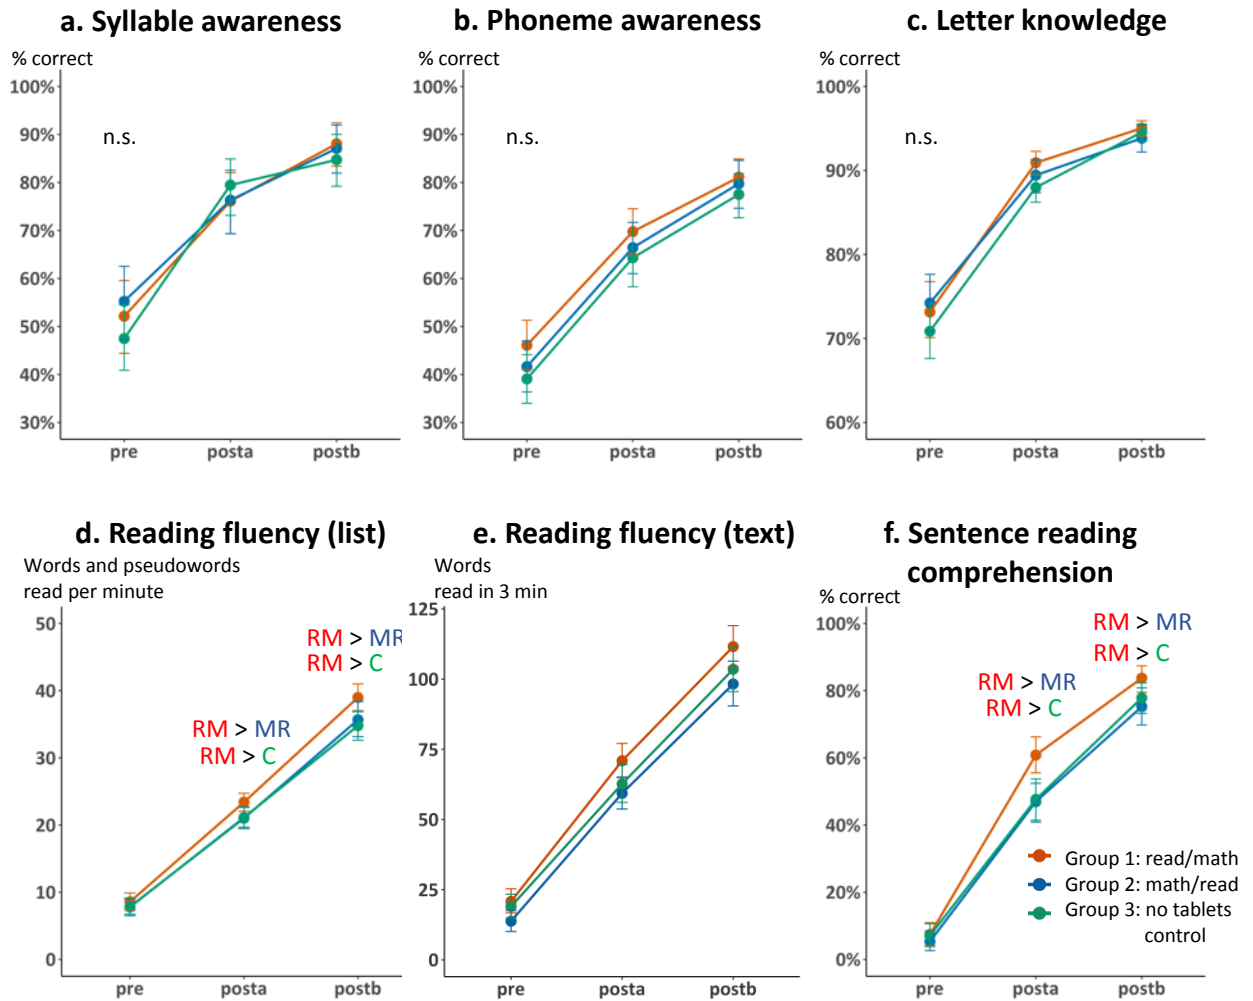 a. Syllable awareness
% correct
100%
90%
80%
70%
60%
50%
40%
30%
n.s.
pre posta postb
b. Phoneme awareness
% correct
100%
90%
80%
70%
60%
50%
40%
30%
n.s.
pre posta postb
c. Letter knowledge
% correct
100%
90%
80%
70%
60%
n.s.
pre posta postb
d. Reading fluency (list)
Words and pseudowords
read per minute
50
40
30
20
10
0
RM > MR
RM > C
RM > MR
RM > C
pre posta postb
e. Reading fluency (text)
Words
read in 3 min
125
100
75
50
25
0
pre posta postb
f. Sentence reading
comprehension
% correct
100%
80%
60%
40%
20%
0%
RM > MR
RM > C
RM > MR
RM > C
Group 1: read/math
Group 2: math/read
Group 3: no tablets
control
pre posta postb